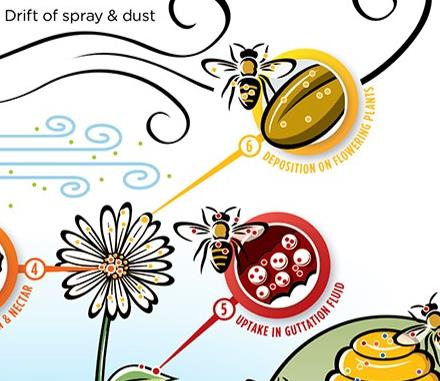 Drift of spray & dust
6
DEPOSITION ON FLOWERING PLANTS
4
& NECTAR
5
UPTAKE IN GUTTATION FLUID